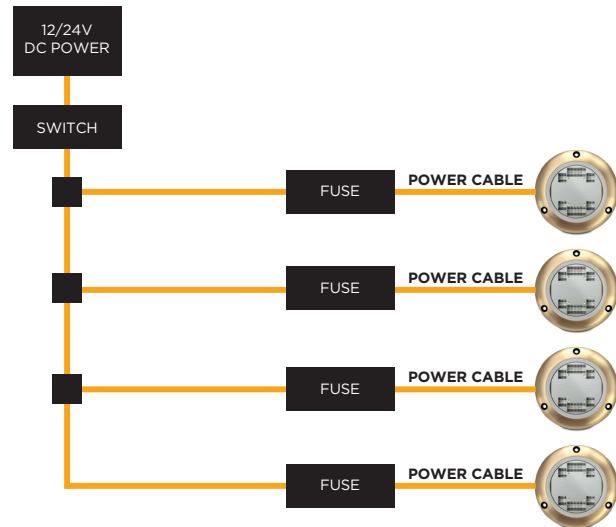 12/24V
DC POWER
SWITCH
FUSE
POWER CABLE
FUSE
POWER CABLE
FUSE
POWER CABLE
FUSE
POWER CABLE